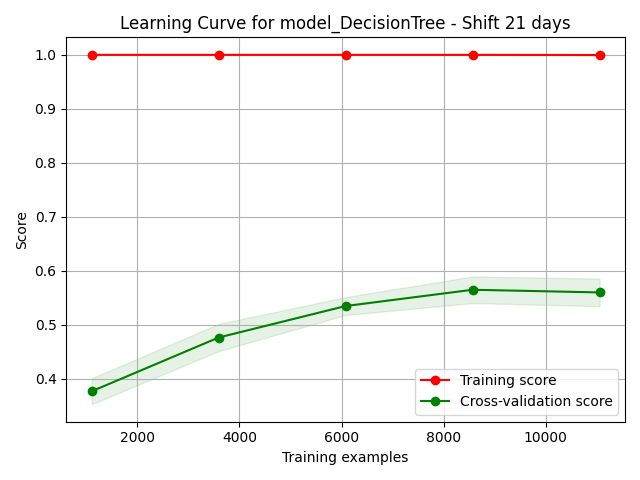 Learning Curve for model_DecisionTree - Shift 21 days
1.0
0.9
0.8
0.7
0.6
0.5
0.4
Score
2000 4000 6000 8000 10000
Training examples
Training score
Cross-validation score